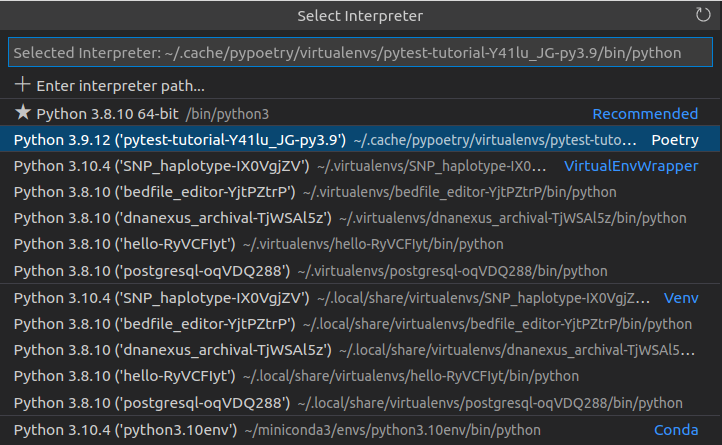 Select Interpreter
Selected Interpreter: ~/.cache/pypoetry/virtualenvs/pytest-tutorial-Y41lu_JG-py3.9/bin/python
Enter interpreter path...
Python 3.8.10 64-bit /bin/python3 Recommended
Python 3.9.12 ('pytest-tutorial-Y41lu_JG-py3.9') ~/.cache/pypoetry/virtualenvs/pytest-tuto... Poetry
Python 3.10.4 ('SNP_haplotype-IX0VgjZV') ~/.virtualenvs/SNP_haplotype-IX0... VirtualEnvWrapper
Python 3.8.10 ('bedfile_editor-YjtPZtrP') ~/.virtualenvs/bedfile_editor-YjtPZtrP/bin/python
Python 3.8.10 ('dnanexus_archival-TjWSAl5z') ~/.virtualenvs/dnanexus_archival-TjWSAl5z/bin/python
Python 3.8.10 ('hello-RyVCFIyt') ~/.virtualenvs/hello-RyVCFIyt/bin/python
Python 3.8.10 ('postgresql-oqVDQ288') ~/.virtualenvs/postgresql-oqVDQ288/bin/python
Python 3.10.4 ('SNP_haplotype-IX0VgjZV') ~/.local/share/virtualenvs/SNP_haplotype-IX0VgjZ... Venv
Python 3.8.10 ('bedfile_editor-YjtPZtrP') ~/.local/share/virtualenvs/bedfile_editor-YjtPZtrP/bin/python
Python 3.8.10 ('dnanexus_archival-TjWSAl5z') ~/.local/share/virtualenvs/dnanexus_archival-TjWSAl5...
Python 3.8.10 ('hello-RyVCFIyt') ~/.local/share/virtualenvs/hello-RyVCFIyt/bin/python
Python 3.8.10 ('postgresql-oqVDQ288') ~/.local/share/virtualenvs/postgresql-oqVDQ288/bin/python
Python 3.10.4 ('python3.10env') ~/miniconda3/envs/python3.10env/bin/python Conda